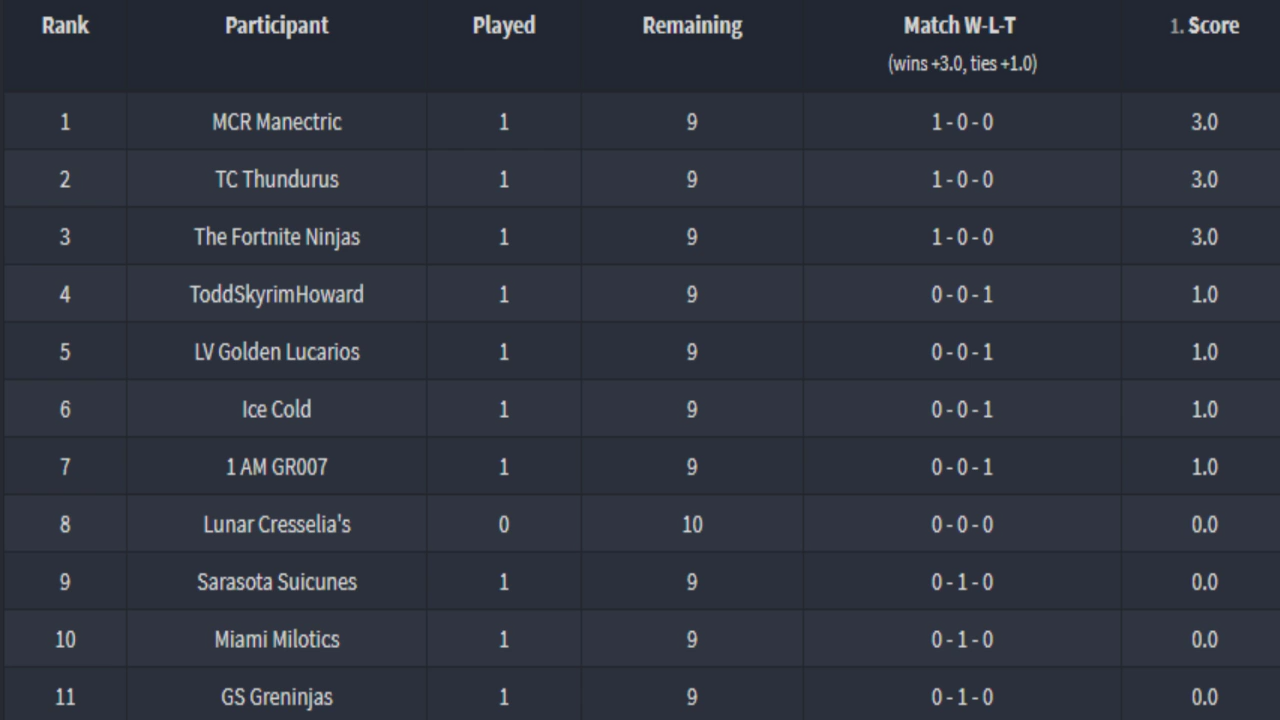 Rank Participant Played Remaining Match W-L-T 1. Score
(wins +3.0, ties +1.0)
1 MCR Manectric 1 9 1 - 0 - 0 3.0
2 TC Thundurus 1 9 1 - 0 - 0 3.0
3 The Fortnite Ninjas 1 9 1 - 0 - 0 3.0
4 ToddSkyrimHoward 1 9 0 - 0 - 1 1.0
5 LV Golden Lucarios 1 9 0 - 0 - 1 1.0
6 Ice Cold 1 9 0 - 0 - 1 1.0
7 1 AM GR007 1 9 0 - 0 - 1 1.0
8 Lunar Cresselia's 0 10 0 - 0 - 0 0.0
9 Sarasota Suicunes 1 9 0 - 1 - 0 0.0
10 Miami Milotics 1 9 0 - 1 - 0 0.0
11 GS Greninjas 1 9 0 - 1 - 0 0.0